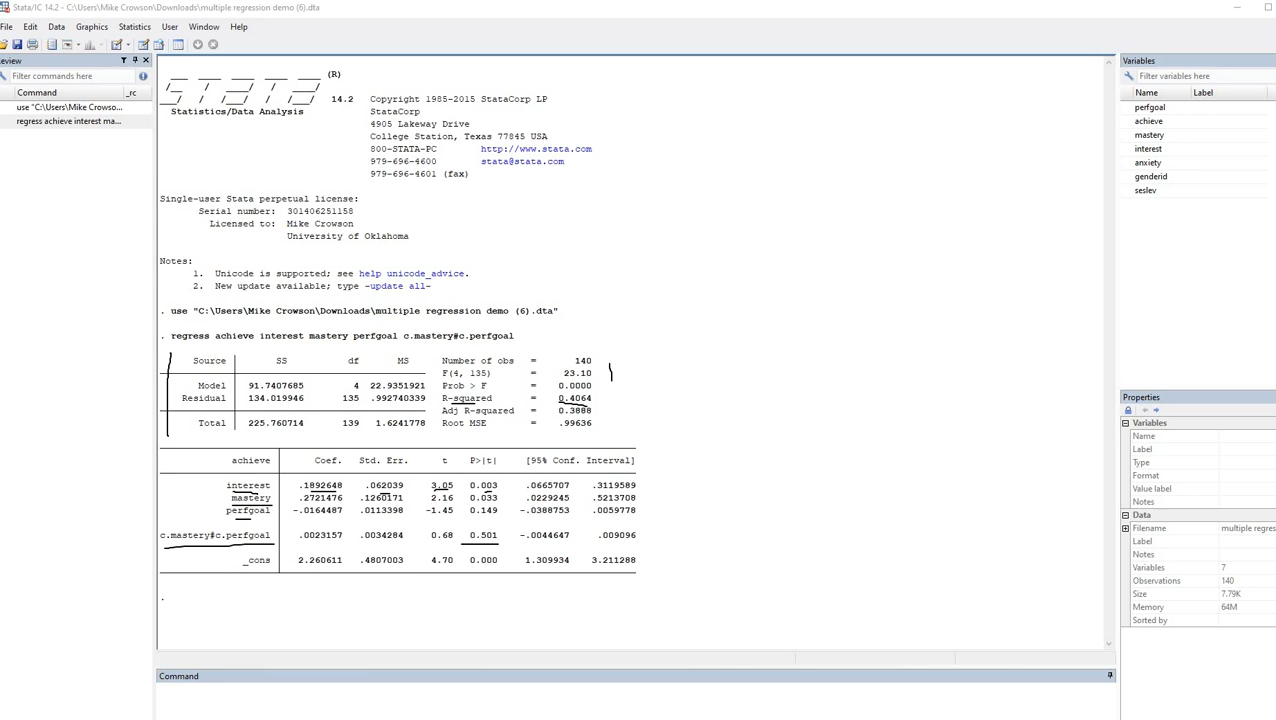 Stata/IC 14.2 - C:\Users\Mike Crowson\Downloads\multiple regression demo (6).dta
File Edit Data Graphics Statistics User Window Help
eview
Filter commands here
Command _rc
use "C:\Users\Mike Crowso...
regress achieve interest ma...
(R)
14.2 Copyright 1985-2015 StataCorp LP
Statistics/Data Analysis StataCorp
4905 Lakeway Drive
College Station, Texas 77845 USA
800-STATA-PC http://www.stata.com
979-696-4600 stata@stata.com
979-696-4601 (fax)
Single-user Stata perpetual license:
Serial number: 301406251158
Licensed to: Mike Crowson
University of Oklahoma
Notes:
1. Unicode is supported; see help unicode_advice.
2. New update available; type -update all-
. use "C:\Users\Mike Crowson\Downloads\multiple regression demo (6).dta"
. regress achieve interest mastery perfgoal c.mastery#c.perfgoal
Source SS df MS Number of obs = 140
F(4, 135) = 23.10
Model 91.7407685 4 22.9351921 Prob > F = 0.0000
Residual 134.019946 135 .992740339 R-squared = 0.4064
Adj R-squared = 0.3888
Total 225.760714 139 1.6241778 Root MSE = .99636
achieve Coef. Std. Err. t P>|t| [95% Conf. Interval]
interest .1892648 .062039 3.05 0.003 .0665707 .3119589
mastery .2721476 .1260171 2.16 0.033 .0229245 .5213708
perfgoal -.0164487 .0113398 -1.45 0.149 -.0388753 .0059778
c.mastery#c.perfgoal .0023157 .0034284 0.68 0.501 -.0044647 .009096
_cons 2.260611 .4807003 4.70 0.000 1.309934 3.211288
.
Command
Variables
Filter variables here
Name Label
perfgoal
achieve
mastery
interest
anxiety
genderid
seslev
Properties
Variables
Name
Label
Type
Format
Value label
Notes
Data
Filename multiple regres
Label
Notes
Variables 7
Observations 140
Size 7.79K
Memory 64M
Sorted by